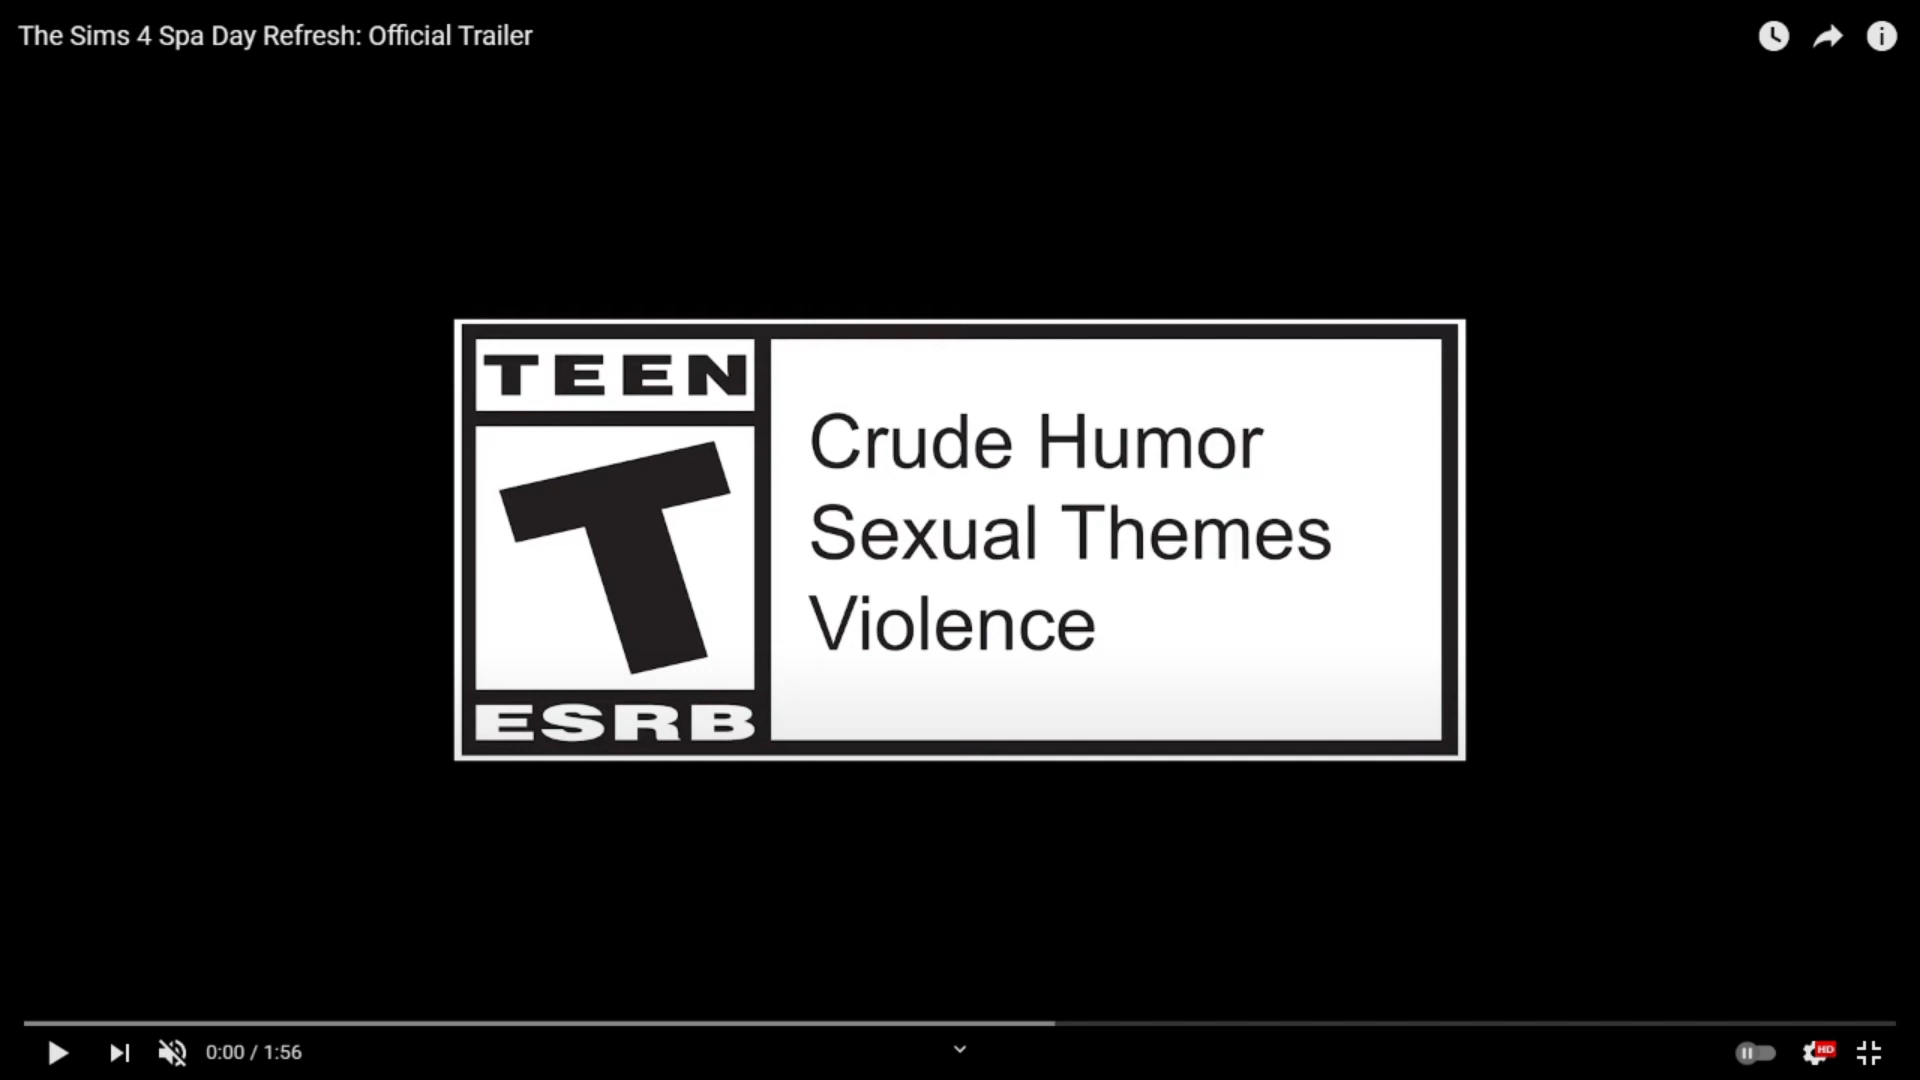 The Sims 4 Spa Day Refresh: Official Trailer
TEEN
T
ESRB
Crude Humor
Sexual Themes
Violence
0:00 / 1:56
HD